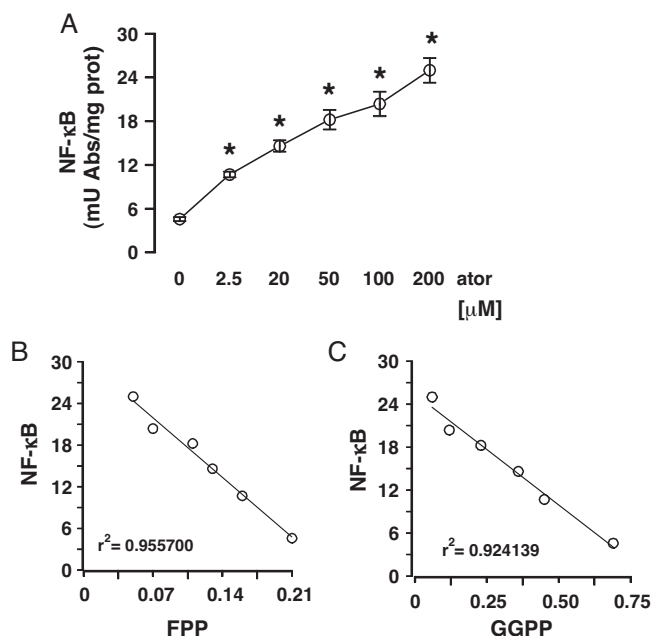 A
NF-κB
(mU Abs/mg prot)
30
24
18
12
6
0
* * * * *
0 2.5 20 50 100 200 ator
[μM]
B
NF-κB
30
24
18
12
6
0
r²= 0.955700
0 0.07 0.14 0.21
FPP
C
NF-κB
30
24
18
12
6
0
r²= 0.924139
0 0.25 0.50 0.75
GGPP